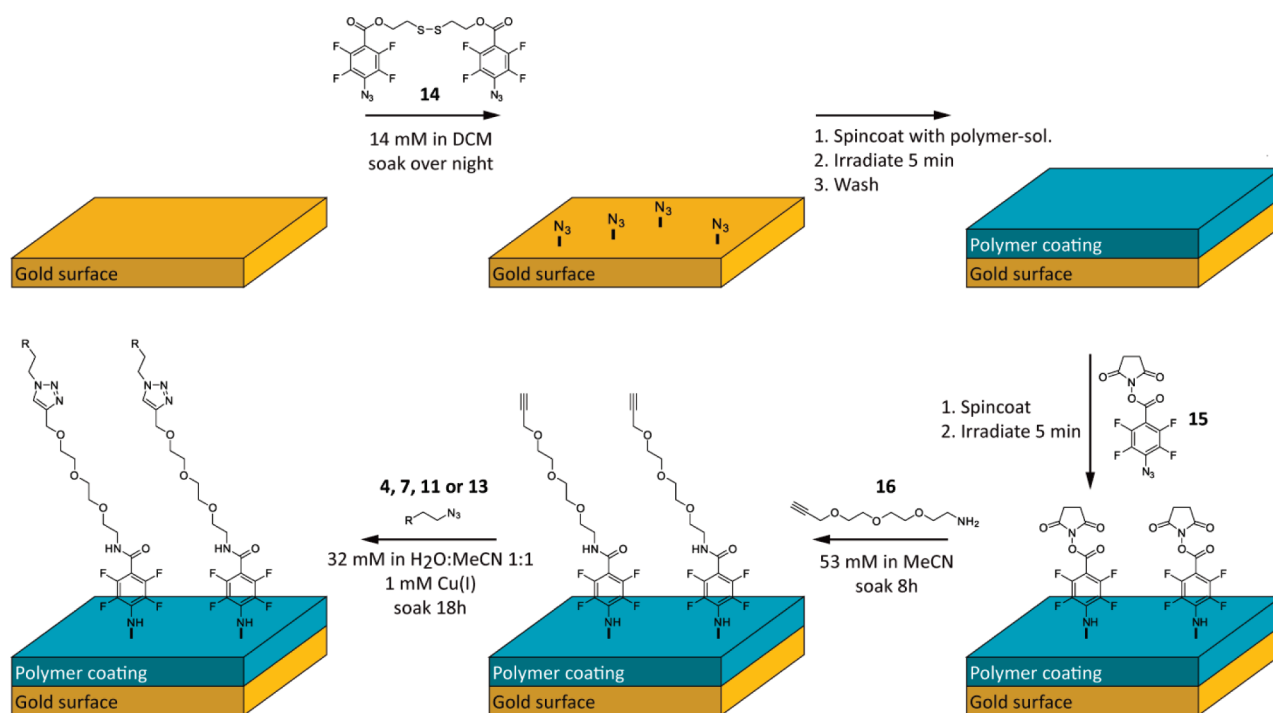 O
O
O
O
S–S
F
F
F
F
F
F
F
F
N3
14
N3
14 mM in DCM
soak over night
1. Spincoat with polymer-sol.
2. Irradiate 5 min
3. Wash
N3
N3
N3
N3
Gold surface
Gold surface
Polymer coating
Gold surface
R
R
N
N
N
N
N
N
O
O
O
O
O
O
HN
O
HN
O
F
F
F
F
F
F
F
F
NH
NH
Polymer coating
Gold surface
4, 7, 11 or 13
R
N3
32 mM in H2O:MeCN 1:1
1 mM Cu(I)
soak 18h
O
O
O
O
O
O
HN
O
HN
O
F
F
F
F
F
F
F
F
NH
NH
Polymer coating
Gold surface
16
O
O
O
NH2
53 mM in MeCN
soak 8h
1. Spincoat
2. Irradiate 5 min
O
N
O
O
O
F
F
F
F
N3
15
O
N
O
O
N
O
O
O
O
O
F
F
F
F
F
F
F
F
NH
NH
Polymer coating
Gold surface